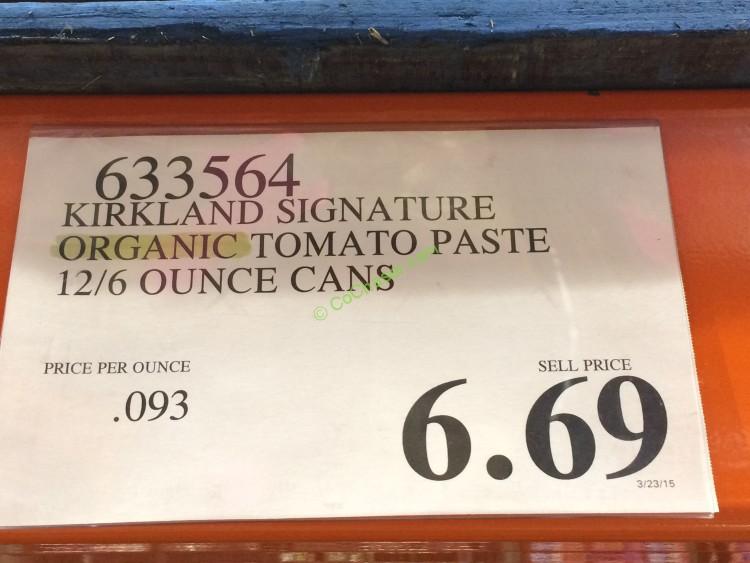 633564
KIRKLAND SIGNATURE
ORGANIC TOMATO PASTE
12/6 OUNCE CANS
PRICE PER OUNCE
.093
SELL PRICE
6.69
3/23/15